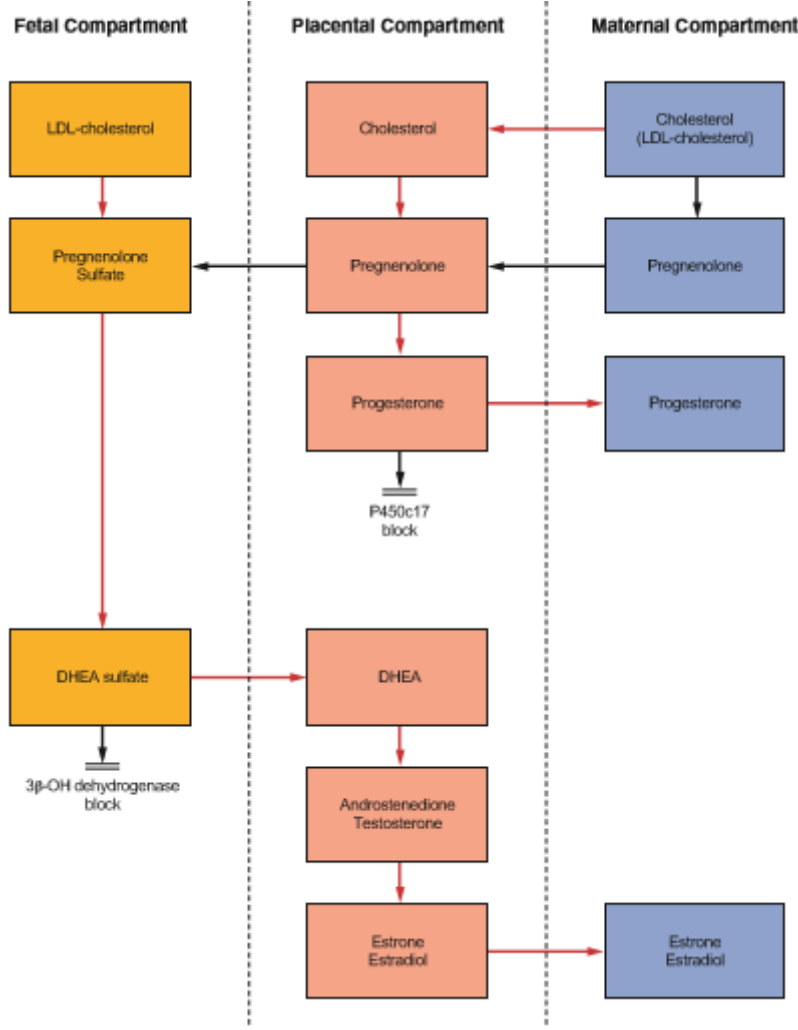 Fetal Compartment
Placental Compartment
Maternal Compartment
LDL-cholesterol
Cholesterol
Cholesterol
(LDL-cholesterol)
Pregnenolone
Sulfate
Pregnenolone
Pregnenolone
Progesterone
Progesterone
P450c17
block
DHEA sulfate
DHEA
3β-OH dehydrogenase
block
Androstenedione
Testosterone
Estrone
Estradiol
Estrone
Estradiol